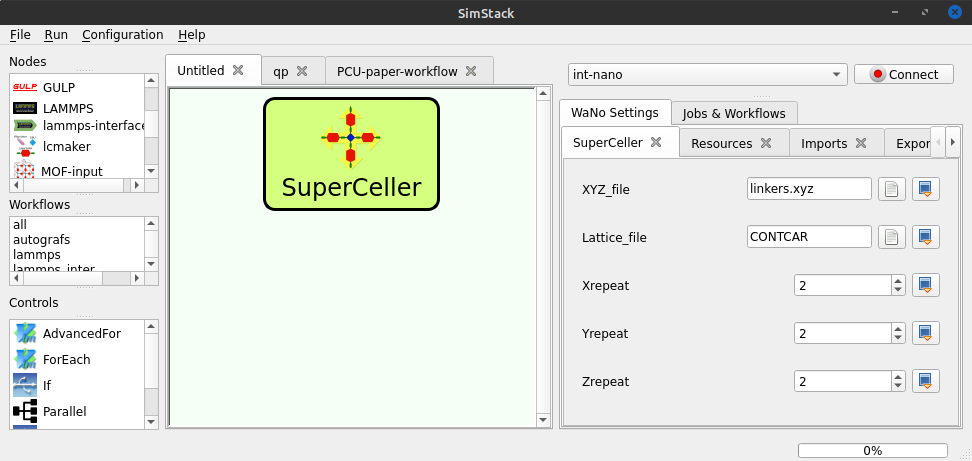 SimStack
File Run Configuration Help
Nodes
GULP GULP
LAMMPS
lammps-interface
lcmaker
MOF-input
Workflows
all
autografs
lammps
lammps_inter
Controls
AdvancedFor
ForEach
If
Parallel
Untitled qp PCU-paper-workflow
SuperCeller
int-nano Connect
WaNo Settings Jobs & Workflows
SuperCeller Resources Imports Expor
XYZ_file linkers.xyz
Lattice_file CONTCAR
Xrepeat 2
Yrepeat 2
Zrepeat 2
0%